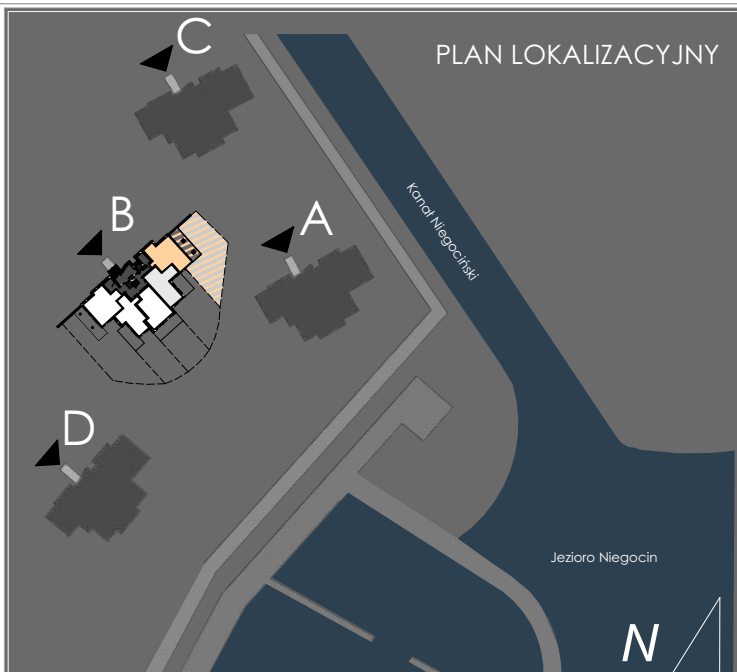 PLAN LOKALIZACYJNY
C
B
A
Kanał Niegociński
D
Jezioro Niegocin
N